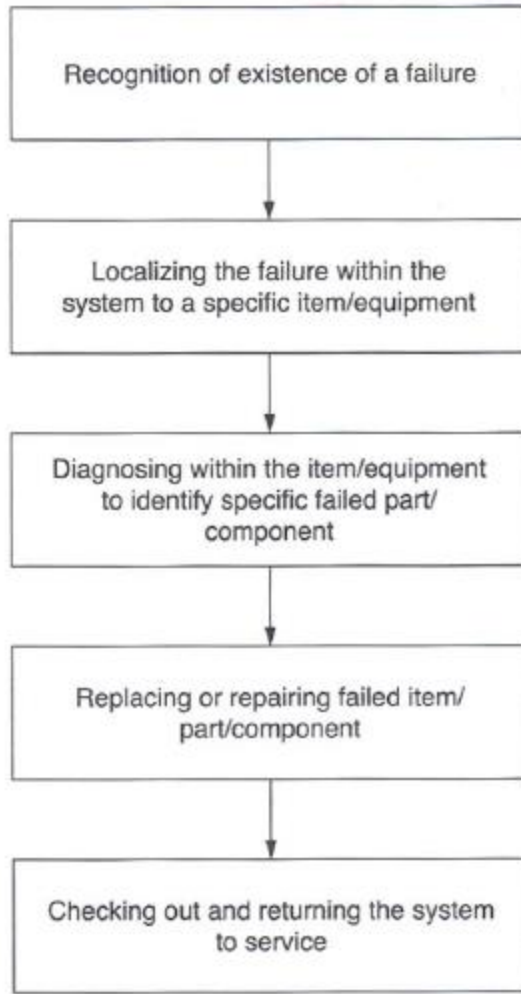 Recognition of existence of a failure
Localizing the failure within the
system to a specific item/equipment
Diagnosing within the item/equipment
to identify specific failed part/
component
Replacing or repairing failed item/
part/component
Checking out and returning the system
to service